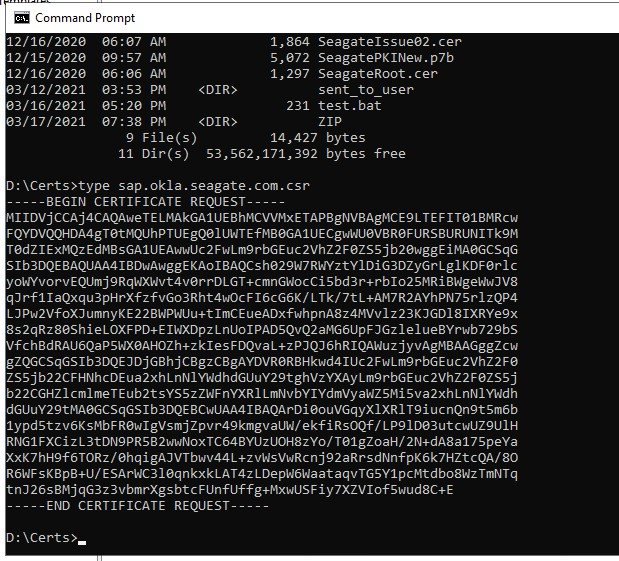 Command Prompt
12/16/2020  06:07 AM             1,864 SeagateIssue02.cer
12/15/2020  09:57 AM             5,072 SeagatePKINew.p7b
12/16/2020  06:06 AM             1,297 SeagateRoot.cer
03/12/2021  03:53 PM    <DIR>          sent_to_user
03/16/2021  05:20 PM               231 test.bat
03/17/2021  07:38 PM    <DIR>          ZIP
               9 File(s)         14,427 bytes
              11 Dir(s)  53,562,171,392 bytes free
D:\Certs>type sap.okla.seagate.com.csr
-----BEGIN CERTIFICATE REQUEST-----
MIIDVjCCAj4CAQAweTELMAkGA1UEBhMCVVMxETAPBgNVBAgMCE9LTEFIT01BMRcw
FQYDVQQHDA4gT0tMQUhPTUEgQ0lUWTEfMB0GA1UECgwWU0VBR0FURSBURUNITk9M
T0dZIExMQzEdMBsGA1UEAwwUc2FwLm9rbGEuc2VhZ2F0ZS5jb20wggEiMA0GCSqG
SIb3DQEBAQUAA4IBDwAwggEKAoIBAQCsh029W7RWYztYlDiG3DZyGrLglKDF0rlc
yoWYvorvEQUmj9RqWXWvt4v0rrDLGT+cmnGWocCi5bd3r+rbIo25MRiBWgeWwJV8
qJrf1IaQxqu3pHrXfzfvGo3Rht4wOcFI6cG6K/LTk/7tL+AM7R2AYhPN75rlzQP4
LJPw2VfoXJumnyKE22BWPWUu+tImCEueADxfwhpnA8z4MVvlz23KJGDl8IXRYe9x
8s2qRz80ShieLOXFPD+EIWXDpzLnUoIPAD5QvQ2aMG6UpFJGzlelueBYrwb729bS
VfchBdRAU6QaP5WX0AHOZh+zkIesFDQvaL+zPJQJ6hRIQAWuzjyvAgMBAAGggZcw
gZQGCSqGSIb3DQEJDjGBhjCBgzCBgAYDVR0RBHkwd4IUc2FwLm9rbGEuc2VhZ2F0
ZS5jb22CFHNhcDEua2xhLnNlYWdhdGUuY29tghVzYXAyLm9rbGEuc2VhZ2F0ZS5j
b22CGHZlcmlmeTEub2tsYS5zZWFnYXRlLmNvbYIYdmVyaWZ5Mi5va2xhLnNlYWdh
dGUuY29tMA0GCSqGSIb3DQEBCwUAA4IBAQArDi0ouVGqyXlXRlT9iucnQn9t5m6b
1ypd5tzv6KsMbFR0wIgVsmjZpvr49kmgvaUW/ekfiRsOQf/LP9lD03utcwUZ9UlH
RNG1FXCizL3tDN9PR5B2wwNoxTC64BYUzUOH8zYo/T01gZoaH/2N+dA8a175peYa
XxK7hH9f6TORz/0hqigAJVTbwv44L+zvWsVwRcnj92aRrsdNnfpK6k7HZtcQA/8O
R6WFsKBpB+U/ESArWC3l0qnkxkLAT4zLDepW6WaataqvTG5Y1pcMtdbo8WzTmNTq
tnJ26sBMjqG3z3vbmrXgsbtcFUnfUffg+MxwUSFiy7XZVIof5wud8C+E
-----END CERTIFICATE REQUEST-----
D:\Certs>